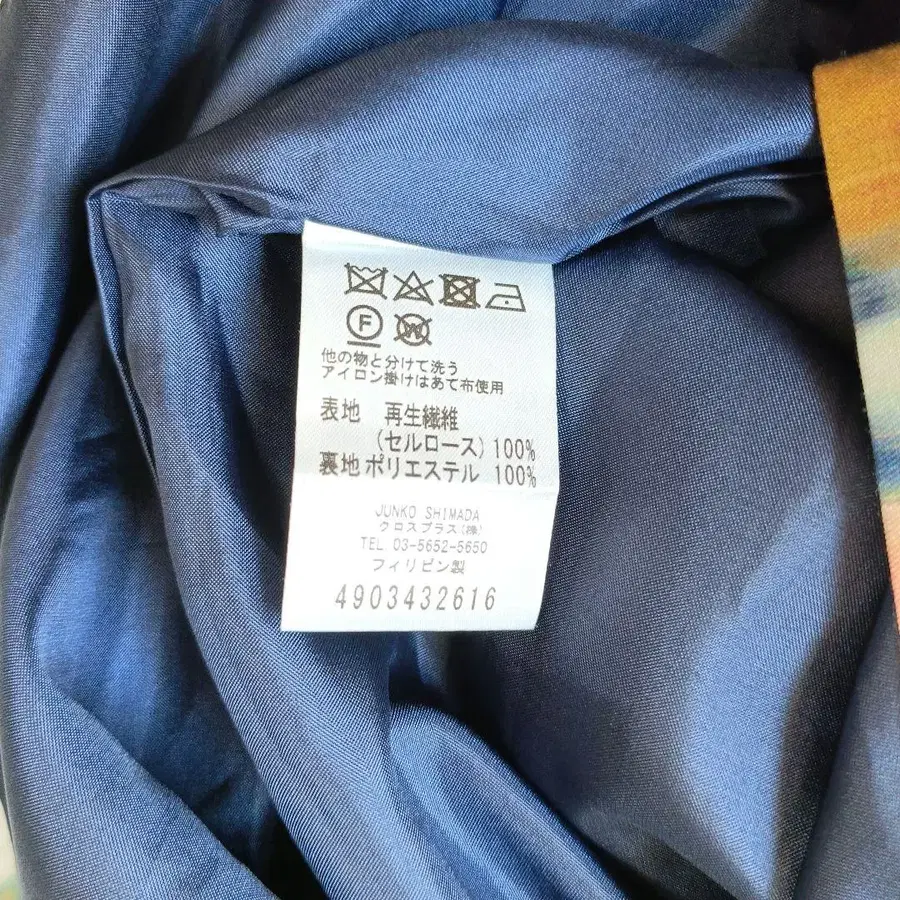 F W
他の物と分けて洗う
アイロン掛けはあて布使用
表地 再生繊維
(セルロース) 100%
裏地 ポリエステル 100%
JUNKO SHIMADA
クロスプラス(株)
TEL 03-5652-5650
フィリピン製
4903432616